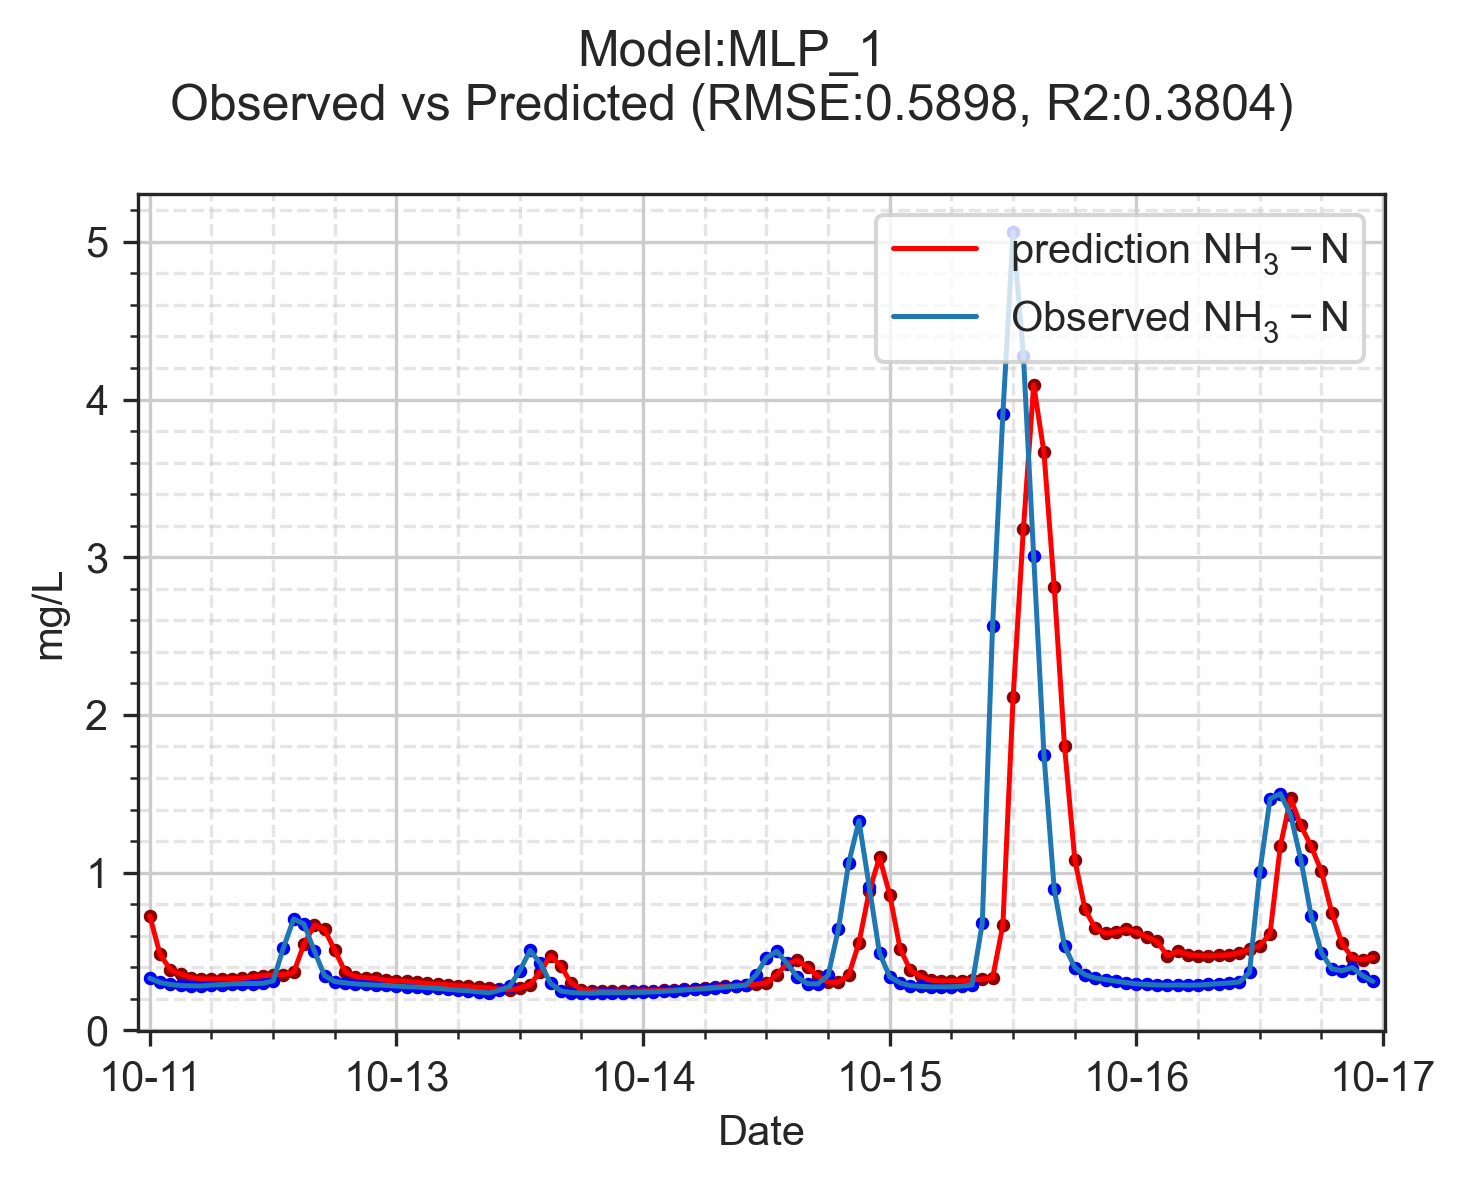 Model:MLP_1
Observed vs Predicted (RMSE:0.5898, R2:0.3804)
prediction NH₃ − N
Observed NH₃ − N
5
4
3
2
1
0
mg/L
10-11 10-13 10-14 10-15 10-16 10-17
Date